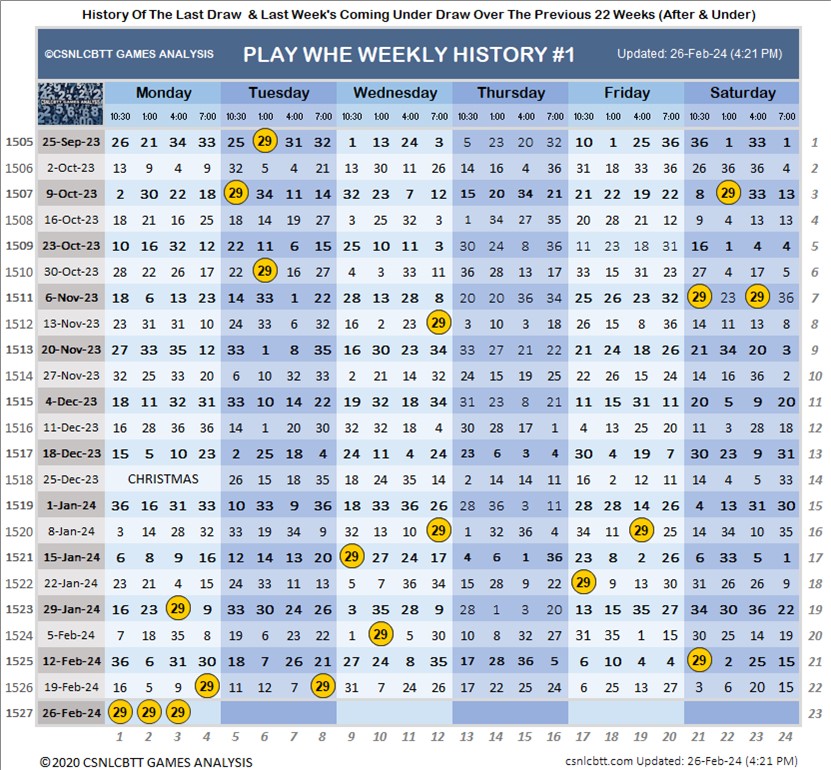 History Of The Last Draw & Last Week's Coming Under Draw Over The Previous 22 Weeks (After & Under)
©CSNLCBTT GAMES ANALYSIS PLAY WHE WEEKLY HISTORY #1 Updated: 26-Feb-24 (4:21 PM)
CSNLCBTT GAMES ANALYSIS Monday Tuesday Wednesday Thursday Friday Saturday
10:30 1:00 4:00 7:00 10:30 1:00 4:00 7:00 10:30 1:00 4:00 7:00 10:30 1:00 4:00 7:00 10:30 1:00 4:00 7:00 10:30 1:00 4:00 7:00
1505 25-Sep-23 26 21 34 33 25 29 31 32 1 13 24 3 5 23 20 32 10 1 25 36 36 1 33 1 1
1506 2-Oct-23 13 9 4 9 32 5 4 21 13 30 11 26 14 16 4 36 31 18 33 36 26 36 36 4 2
1507 9-Oct-23 2 30 22 18 29 34 11 14 32 23 7 12 15 20 34 21 21 22 19 22 8 29 33 13 3
1508 16-Oct-23 18 21 16 25 18 14 19 27 3 25 32 3 1 34 27 35 20 28 21 12 9 4 13 13 4
1509 23-Oct-23 10 16 32 12 22 11 6 15 25 10 11 3 30 24 8 36 11 23 18 31 16 1 4 4 5
1510 30-Oct-23 28 22 26 17 22 29 16 27 4 3 33 11 36 28 13 17 33 15 31 23 27 4 17 5 6
1511 6-Nov-23 18 6 13 23 14 33 1 22 28 13 28 8 20 20 36 34 25 26 23 32 29 23 29 36 7
1512 13-Nov-23 23 31 31 10 24 33 6 32 16 2 23 29 3 10 3 18 26 15 8 36 14 11 13 8 8
1513 20-Nov-23 27 33 35 12 33 1 8 35 16 30 23 34 33 27 21 22 21 24 18 26 21 34 20 3 9
1514 27-Nov-23 32 25 33 20 6 10 32 33 2 21 14 32 24 15 19 25 22 26 15 24 14 16 36 2 10
1515 4-Dec-23 18 11 32 31 33 10 14 22 19 32 18 34 31 23 8 21 11 15 31 11 20 5 9 20 11
1516 11-Dec-23 16 28 36 36 14 1 20 30 32 32 18 4 30 28 17 1 4 13 25 20 11 3 28 18 12
1517 18-Dec-23 15 5 10 23 2 25 18 4 24 11 4 24 23 6 3 4 30 4 19 7 30 23 9 31 13
1518 25-Dec-23 CHRISTMAS 26 15 18 35 18 24 35 14 2 14 14 11 16 2 12 11 14 4 5 33 14
1519 1-Jan-24 36 16 31 33 10 33 9 36 18 33 36 26 28 36 3 11 28 28 14 26 4 13 31 30 15
1520 8-Jan-24 3 14 28 32 33 19 34 9 32 13 10 29 1 32 36 4 34 11 29 25 14 34 10 35 16
1521 15-Jan-24 6 8 9 16 12 14 13 20 29 27 24 17 4 6 1 36 23 8 7 26 6 33 5 1 17
1522 22-Jan-24 23 21 4 15 24 33 11 13 5 7 36 34 15 28 9 22 29 9 13 30 31 26 26 22 18
1523 29-Jan-24 16 23 29 9 33 30 24 26 3 35 28 9 28 1 3 20 13 15 35 27 34 30 36 22 19
1524 5-Feb-24 7 18 35 8 19 6 23 22 1 29 5 30 10 8 32 27 31 35 1 15 30 25 14 19 20
1525 12-Feb-24 36 6 31 30 18 7 26 21 27 24 8 35 17 28 36 5 6 10 4 4 29 2 25 15 21
1526 19-Feb-24 16 5 9 29 11 12 7 29 31 7 24 26 17 22 25 24 6 25 13 27 3 6 20 15 22
1527 26-Feb-24 29 29 29 23
1 2 3 4 5 6 7 8 9 10 11 12 13 14 15 16 17 18 19 20 21 22 23 24
©2020 CSNLCBTT GAMES ANALYSIS csnlcbtt.com Updated: 26-Feb-24 (4:21 PM)